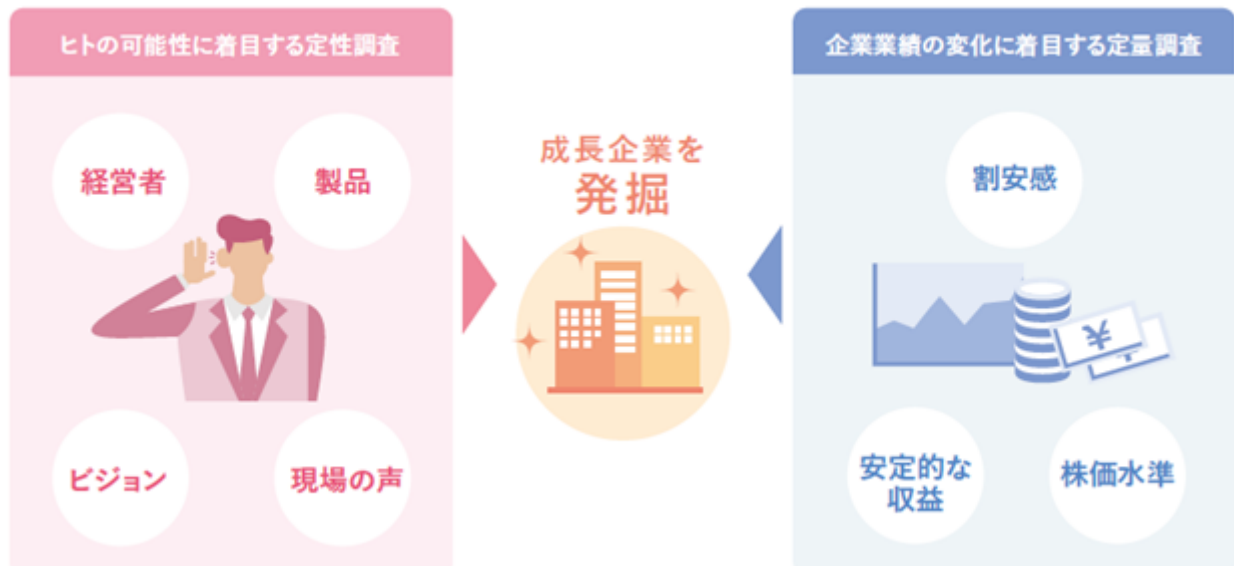 ヒトの可能性に着目する定性調査
経営者
製品
ビジョン
現場の声
成長企業を
発掘
企業業績の変化に着目する定量調査
割安感
¥
安定的な
収益
株価水準